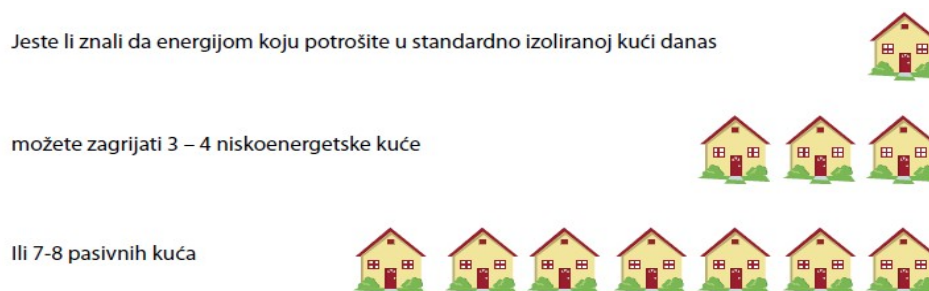 Jeste li znali da energijom koju potrošite u standardno izoliranoj kući danas
možete zagrijati 3 – 4 niskoenergetske kuće
Ili 7-8 pasivnih kuća